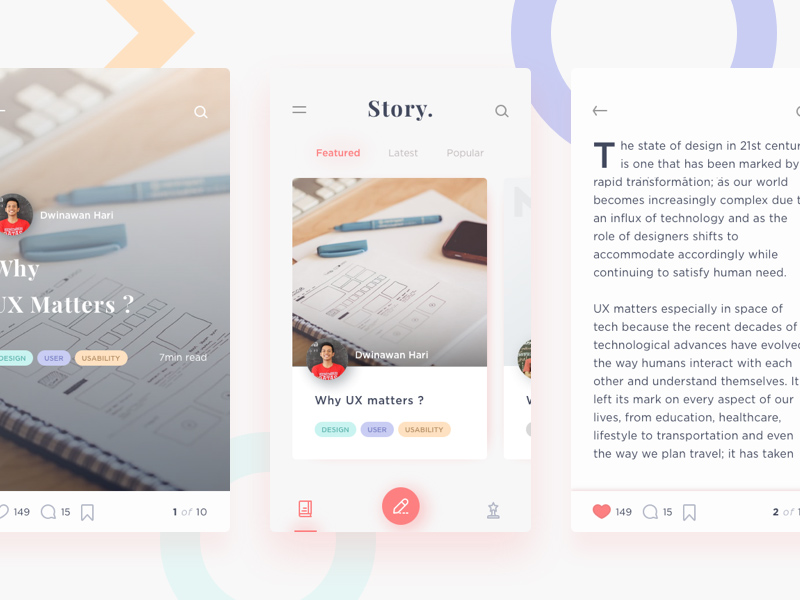 Dwinawan Hari
Why
UX Matters ?
DESIGN USER USABILITY 7min read
149 15 1 of 10
Story.
Featured Latest Popular
Dwinawan Hari
Why UX matters ?
DESIGN USER USABILITY
The state of design in 21st centur
is one that has been marked by
rapid transformation; as our world
becomes increasingly complex due t
an influx of technology and as the
role of designers shifts to
accommodate accordingly while
continuing to satisfy human need.
UX matters especially in space of
tech because the recent decades of
technological advances have evolve
the way humans interact with each
other and understand themselves. It
left its mark on every aspect of our
lives, from education, healthcare,
lifestyle to transportation and even
the way we plan travel; it has taken
149 15 2 of 1